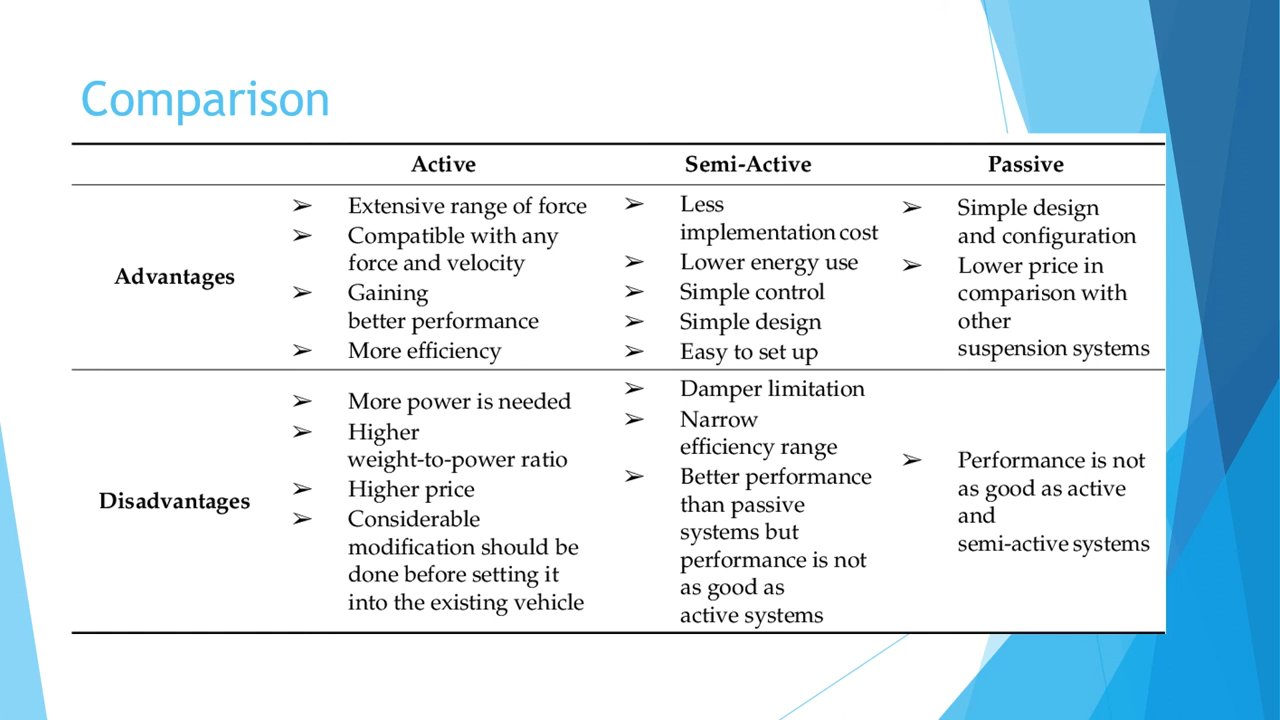 Comparison
Active
Semi-Active
Passive
Advantages
➢ Extensive range of force
➢ Compatible with any
force and velocity
➢ Gaining
better performance
➢ More efficiency
➢ Less
implementation cost
➢ Lower energy use
➢ Simple control
➢ Simple design
➢ Easy to set up
➢ Simple design
and configuration
➢ Lower price in
comparison with
other
suspension systems
Disadvantages
➢ More power is needed
➢ Higher
weight-to-power ratio
➢ Higher price
➢ Considerable
modification should be
done before setting it
into the existing vehicle
➢ Damper limitation
➢ Narrow
efficiency range
➢ Better performance
than passive
systems but
performance is not
as good as
active systems
➢ Performance is not
as good as active
and
semi-active systems